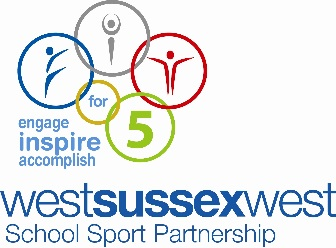 for
5
engage
inspire
accomplish
westsussexwest
School Sport Partnership